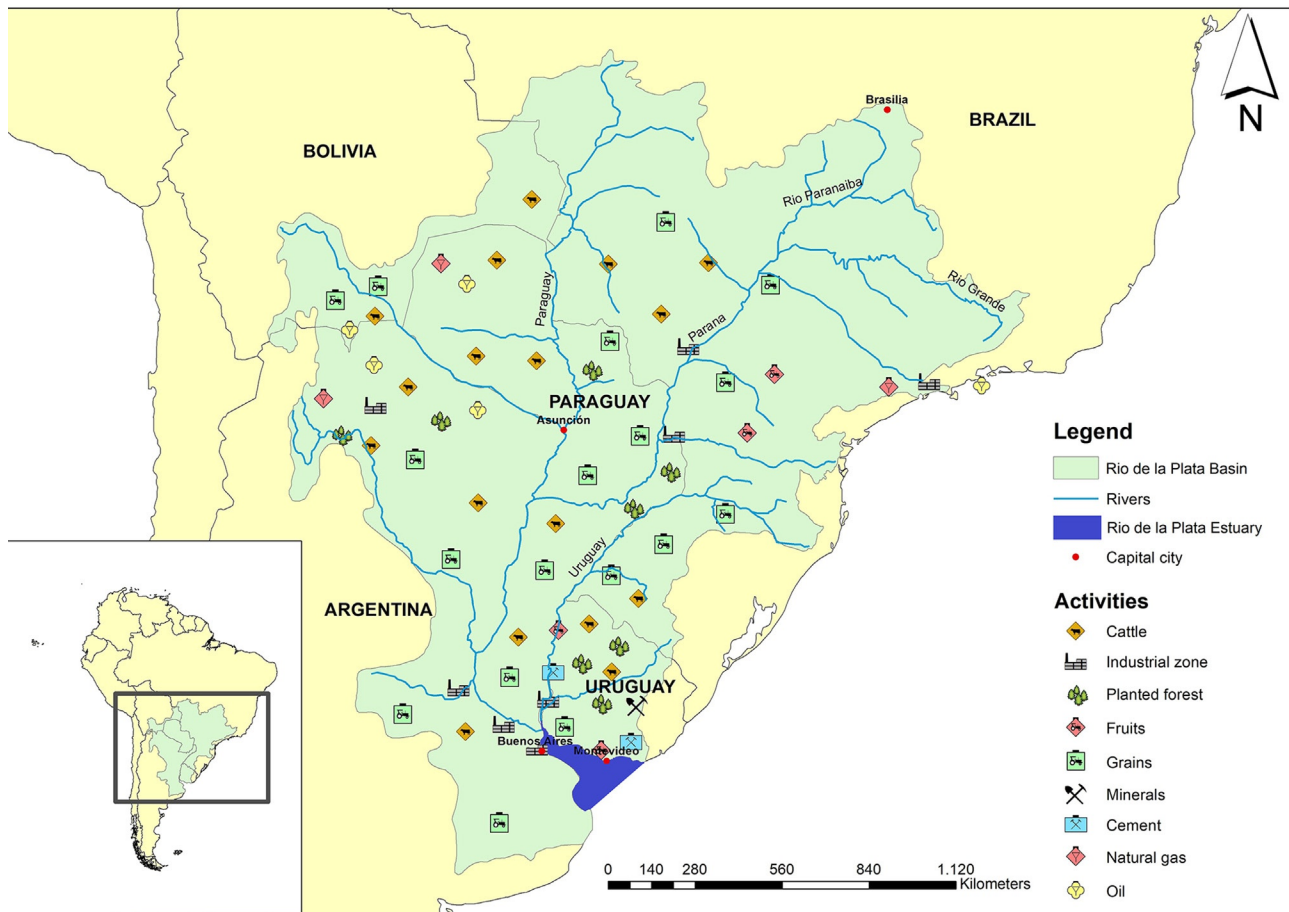 Brasilia
BRAZIL
N
BOLIVIA
Rio Paranaiba
Rio Grande
Paraguay
Parana
PARAGUAY
Asunción
Uruguay
ARGENTINA
URUGUAY
Buenos Aires
Montevideo
Legend
Rio de la Plata Basin
Rivers
Rio de la Plata Estuary
Capital city
Activities
Cattle
Industrial zone
Planted forest
Fruits
Grains
Minerals
Cement
Natural gas
Oil
0 140 280 560 840 1.120
Kilometers